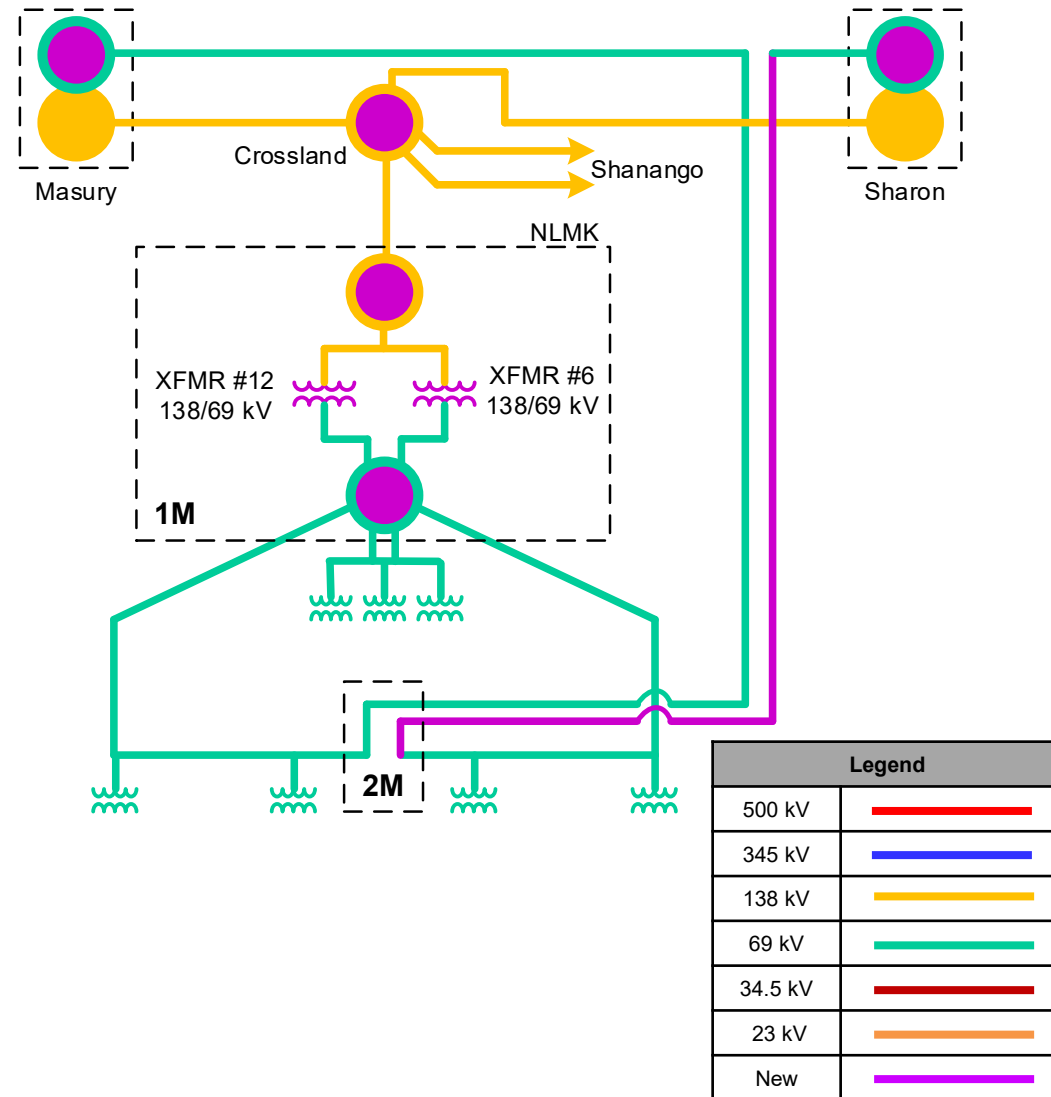 Crossland
Shanango
Masury
Sharon
NLMK
XFMR #12
138/69 kV
XFMR #6
138/69 kV
1M
2M
Legend
500 kV
345 kV
138 kV
69 kV
34.5 kV
23 kV
New